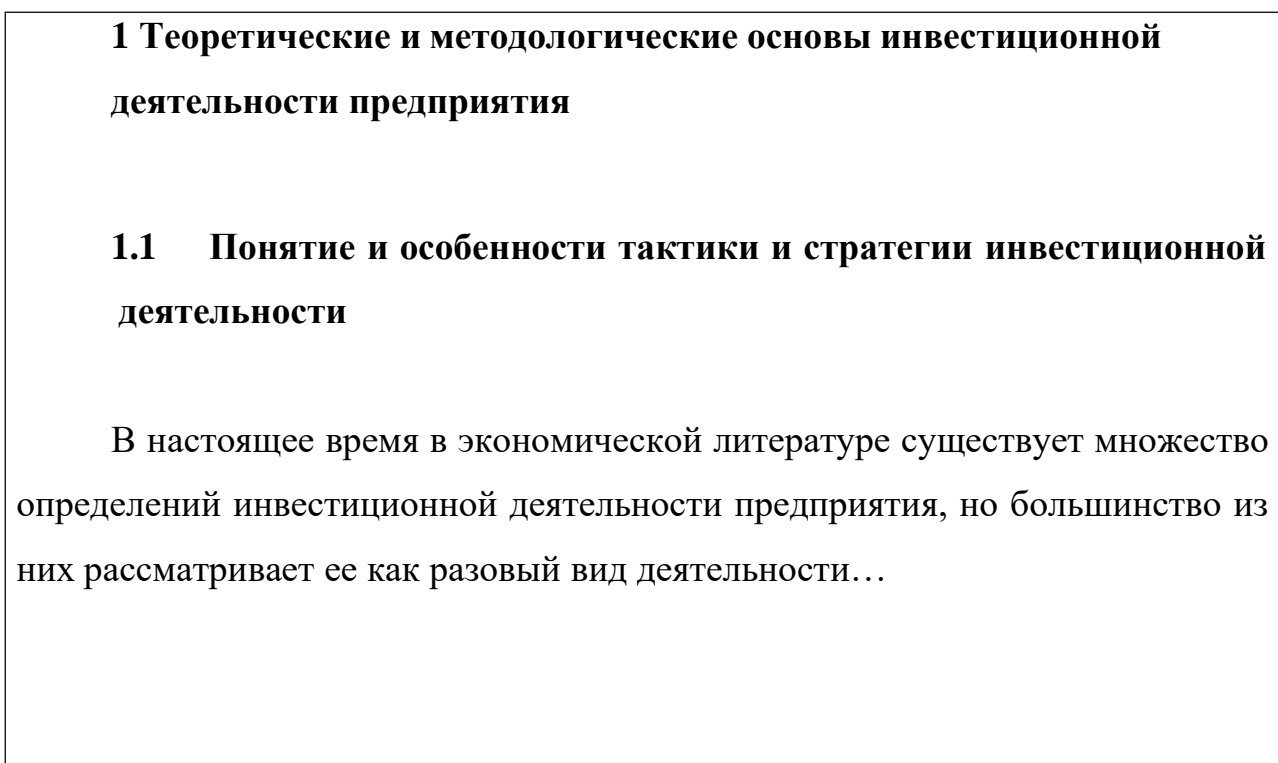 1 Теоретические и методологические основы инвестиционной
деятельности предприятия
1.1 Понятие и особенности тактики и стратегии инвестиционной
деятельности
В настоящее время в экономической литературе существует множество
определений инвестиционной деятельности предприятия, но большинство из
них рассматривает ее как разовый вид деятельности…